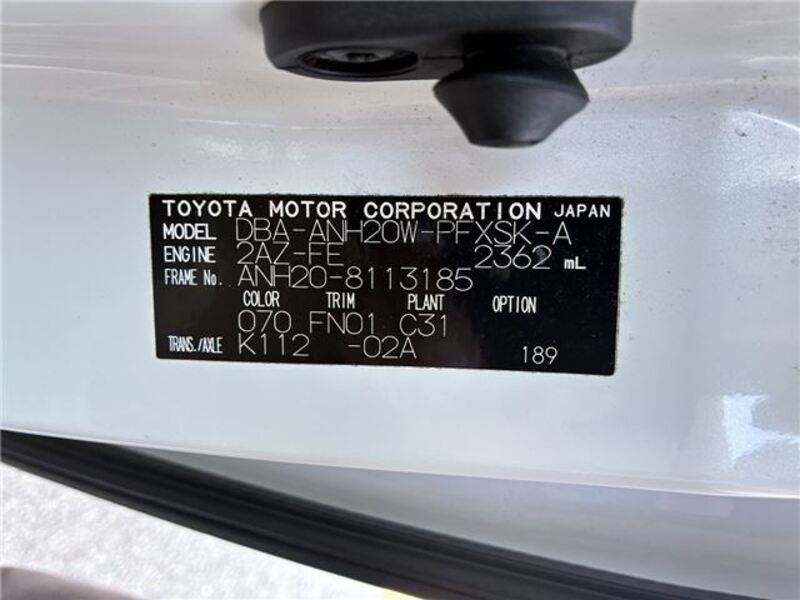 TOYOTA MOTOR CORPORATION JAPAN
MODEL DBA-ANH20W-PFXSK-A
ENGINE 2AZ-FE 2362 mL
FRAME No. ANH20-8113185
COLOR TRIM PLANT OPTION
070 FN01 C31
TRANS./AXLE K112 -02A 189